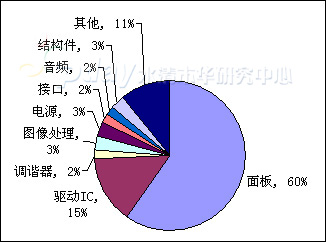 其他, 11%
结构件, 3%
音频, 2%
接口, 2%
电源, 3%
图像处理,
3%
调谐器, 2%
驱动IC,
15%
面板, 60%